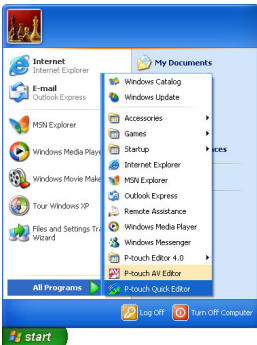 Internet
Internet Explorer
My Documents
E-mail
Outlook Express
Windows Catalog
Windows Update
MSN Explorer
Accessories
Games
Windows Media Playe
Startup
ces
Internet Explorer
Windows Movie Make
MSN Explorer
Outlook Express
Tour Windows XP
Remote Assistance
Windows Media Player
Files and Settings Tra
Wizard
Windows Messenger
P-touch Editor 4.0
P-touch AV Editor
All Programs
P-touch Quick Editor
Log Off
Turn Off Computer
start